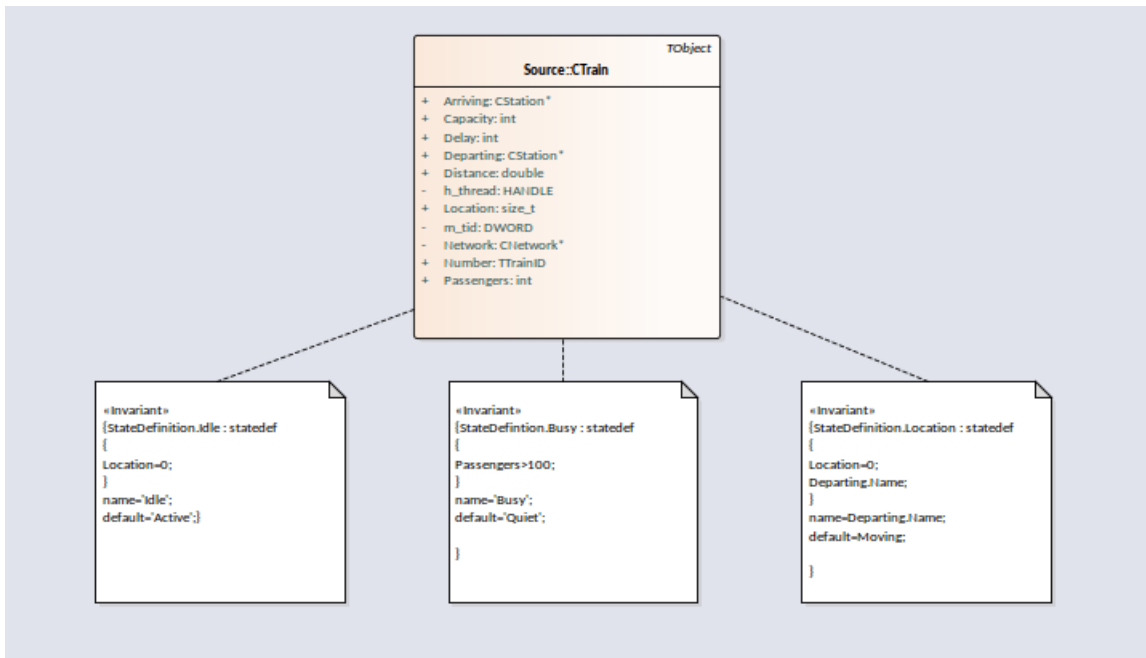 TObject
Source::CTrain
+ Arriving: CStation*
+ Capacity: int
+ Delay: int
+ Departing: CStation*
+ Distance: double
- h_thread: HANDLE
+ Location: size_t
- m_tid: DWORD
- Network: CNetwork*
+ Number: TTrainID
+ Passengers: int
«Invariant»
{StateDefinition.Idle : statedef
{
Location=0;
}
name='Idle';
default='Active';}
«Invariant»
{StateDefintion.Busy : statedef
{
Passengers>100;
}
name='Busy';
default='Quiet';
}
«Invariant»
{StateDefinition.Location : statedef
{
Location=0;
Departing.Name;
}
name=Departing.Name;
default=Moving;
}